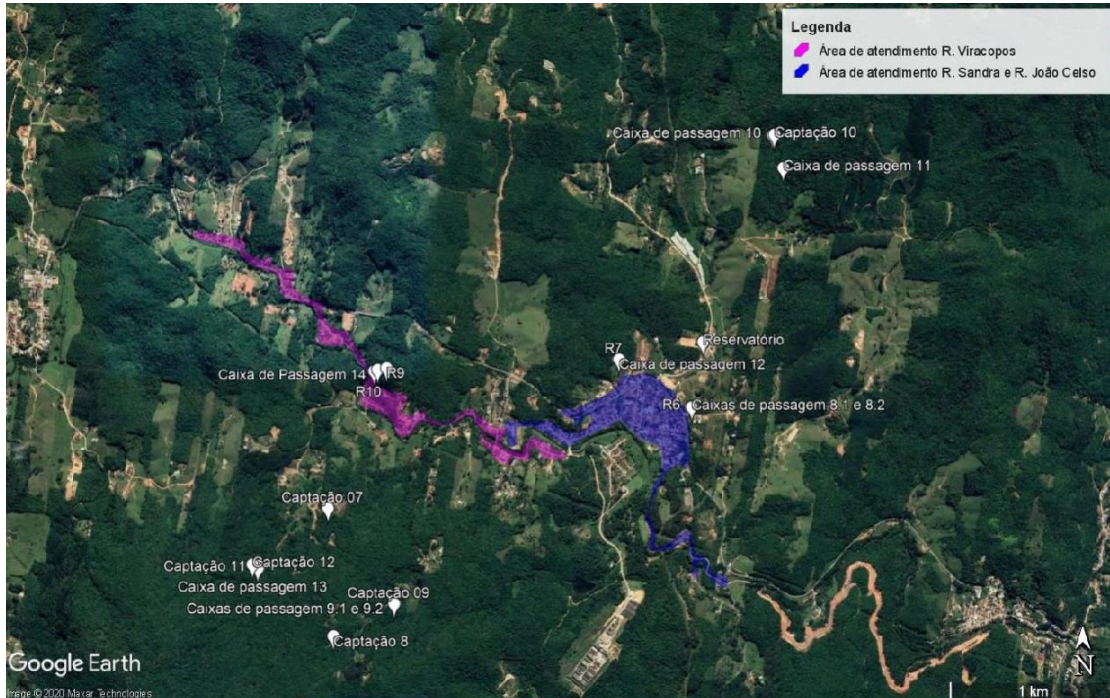 Legenda
Área de atendimento R. Viracopos
Área de atendimento R. Sandra e R. João Celso
Caixa de passagem 10
Captação 10
Caixa de passagem 11
Reservatório
R7
Caixa de passagem 12
Caixa de Passagem 14
R9
R10
R6
Caixas de passagem 8.1 e 8.2
Captação 07
Captação 11
Captação 12
Caixa de passagem 13
Captação 09
Caixas de passagem 9.1 e 9.2
Captação 8
Google Earth
N
Image © 2020 Maxar Technologies
1 km